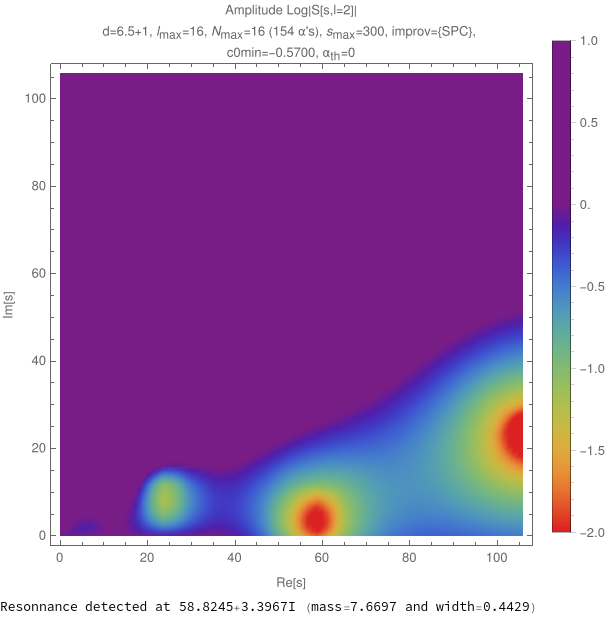 Amplitude Log|S[s,l=2]|
d=6.5+1, lmax=16, Nmax=16 (154 α's), smax=300, improv={SPC},
c0min=−0.5700, αth=0
1.0
0.5
0.
−0.5
−1.0
−1.5
−2.0
Im[s]
100
80
60
40
20
0
0 20 40 60 80 100
Re[s]
Resonnance detected at 58.8245+3.3967I (mass=7.6697 and width=0.4429)